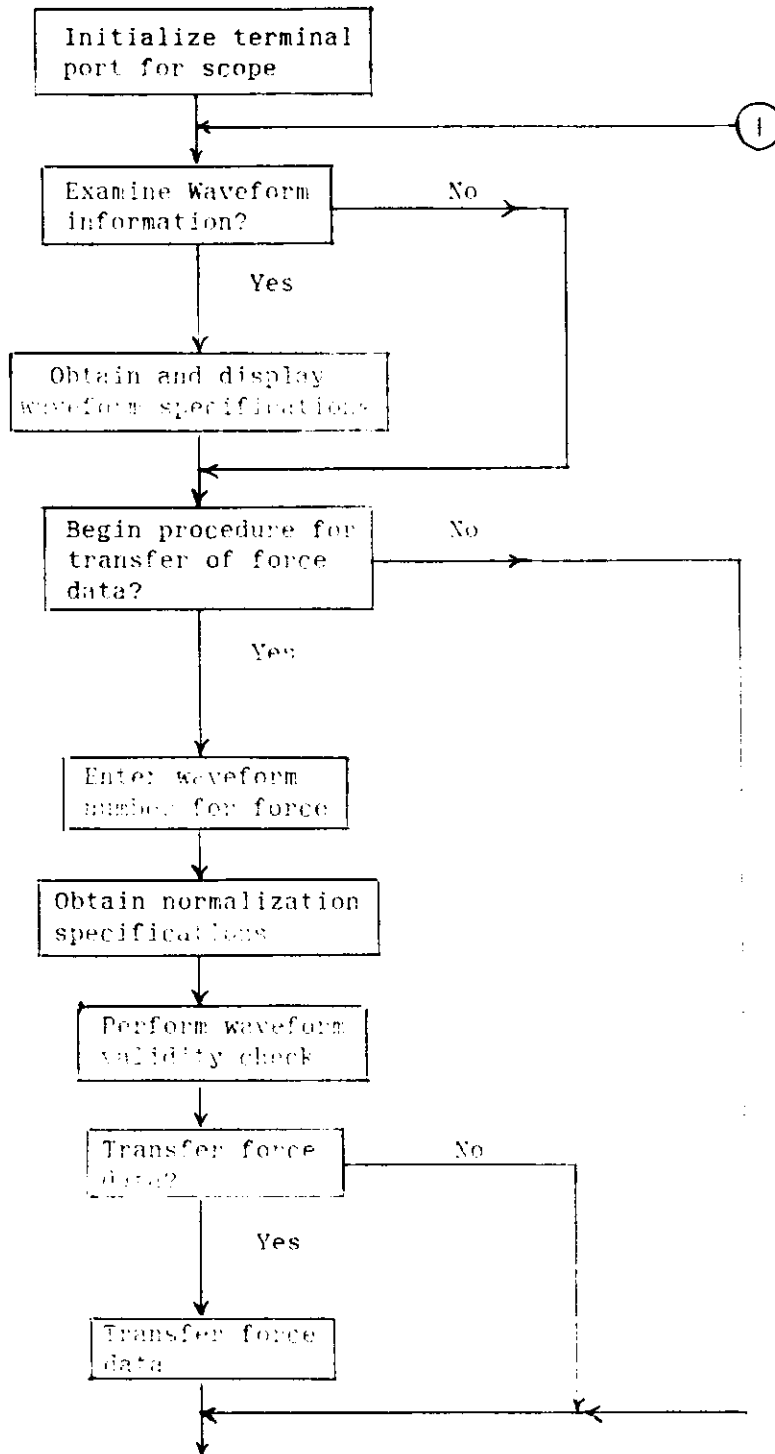 Initialize terminal
port for scope
1
Examine Waveform
information?
No
Yes
Obtain and display
waveform specifications
Begin procedure for
transfer of force
data?
No
Yes
Enter waveform
number for force
Obtain normalization
specifications
Perform waveform
validity check
Transfer force
data?
No
Yes
Transfer force
data